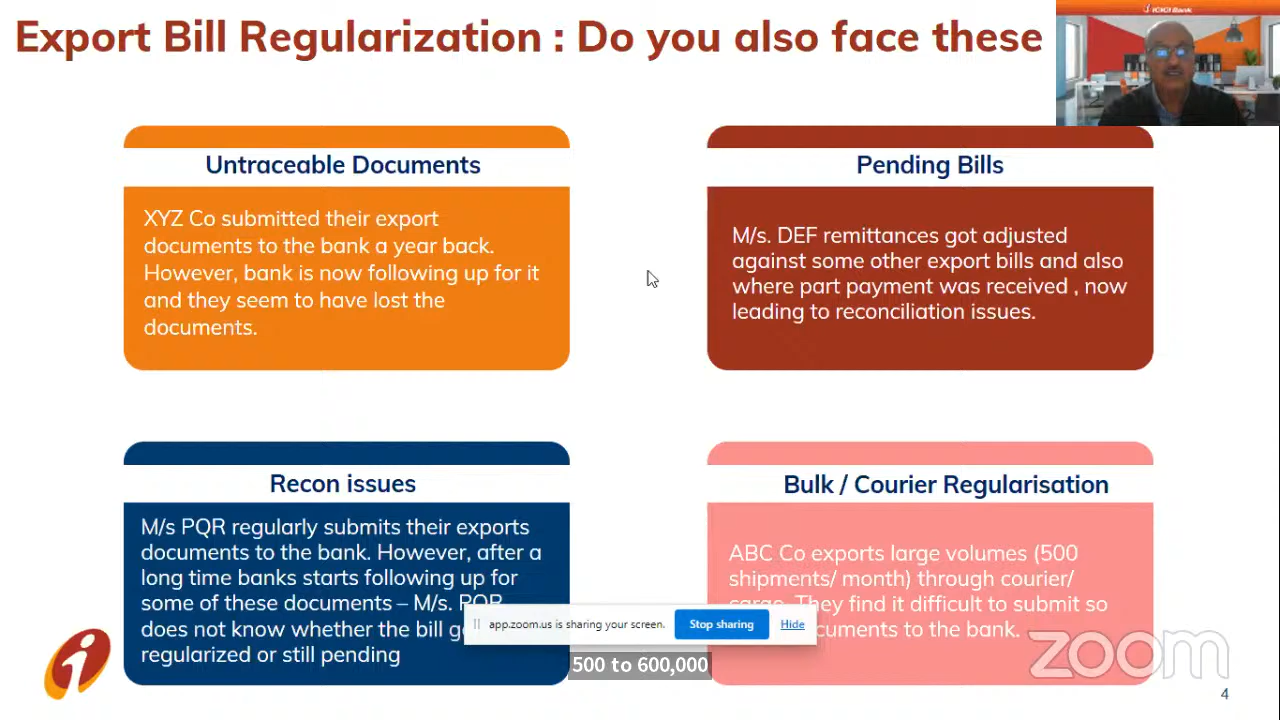 Export Bill Regularization : Do you also face these
ICICI Bank
Untraceable Documents
XYZ Co submitted their export
documents to the bank a year back.
However, bank is now following up for it
and they seem to have lost the
documents.
Pending Bills
M/s. DEF remittances got adjusted
against some other export bills and also
where part payment was received , now
leading to reconciliation issues.
Recon issues
M/s PQR regularly submits their exports
documents to the bank. However, after a
long time banks starts following up for
some of these documents – M/s. PQR
does not know whether the bill g
regularized or still pending
Bulk / Courier Regularisation
ABC Co exports large volumes (500
shipments/ month) through courier/
cargo. They find it difficult to submit so
cuments to the bank.
app.zoom.us is sharing your screen.
Stop sharing
Hide
500 to 600,000
zoom
4